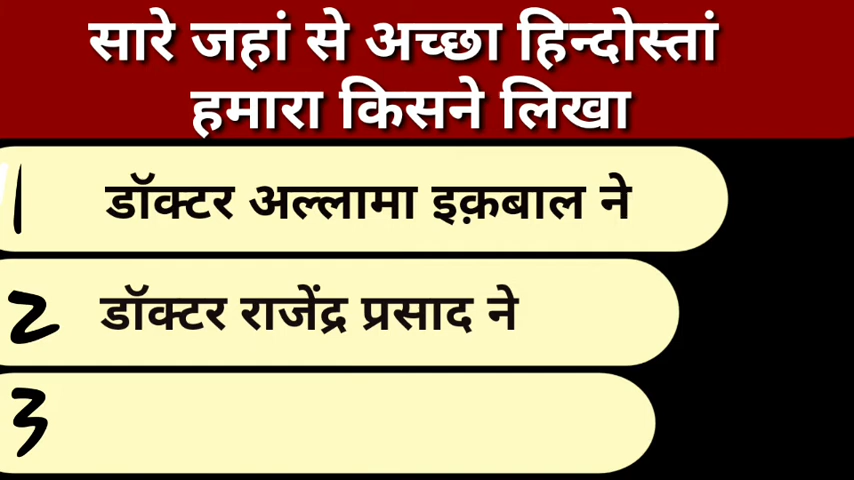 सारे जहां से अच्छा हिन्दोस्तां
हमारा किसने लिखा
1 डॉक्टर अल्लामा इक़बाल ने
2 डॉक्टर राजेंद्र प्रसाद ने
3